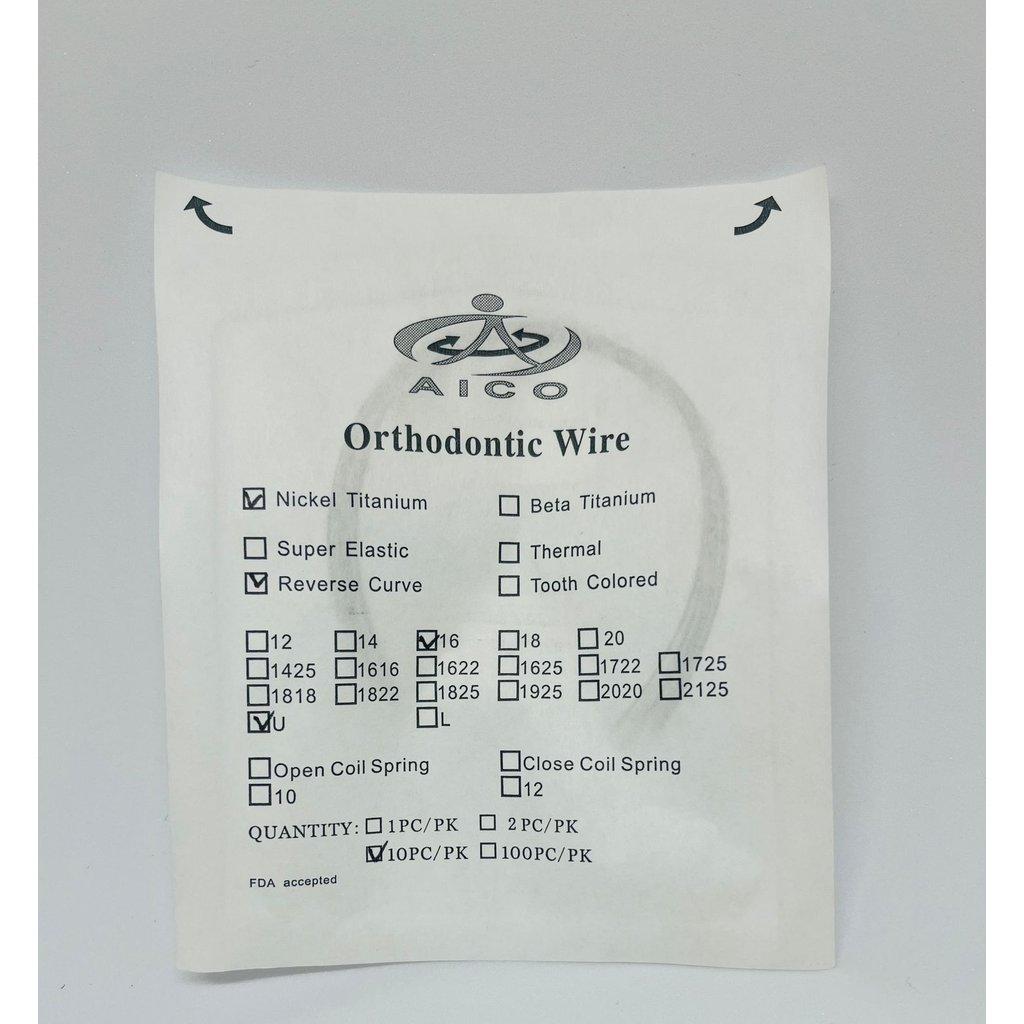 AICO
Orthodontic Wire
☑ Nickel Titanium ☐ Beta Titanium
☐ Super Elastic ☐ Thermal
☑ Reverse Curve ☐ Tooth Colored
☐12 ☐14 ☑16 ☐18 ☐20
☐1425 ☐1616 ☐1622 ☐1625 ☐1722 ☐1725
☐1818 ☐1822 ☐1825 ☐1925 ☐2020 ☐2125
☑U ☐L
☐Open Coil Spring ☐Close Coil Spring
☐10 ☐12
QUANTITY: ☐1PC/PK ☐ 2PC/PK
☑10PC/PK ☐100PC/PK
FDA accepted